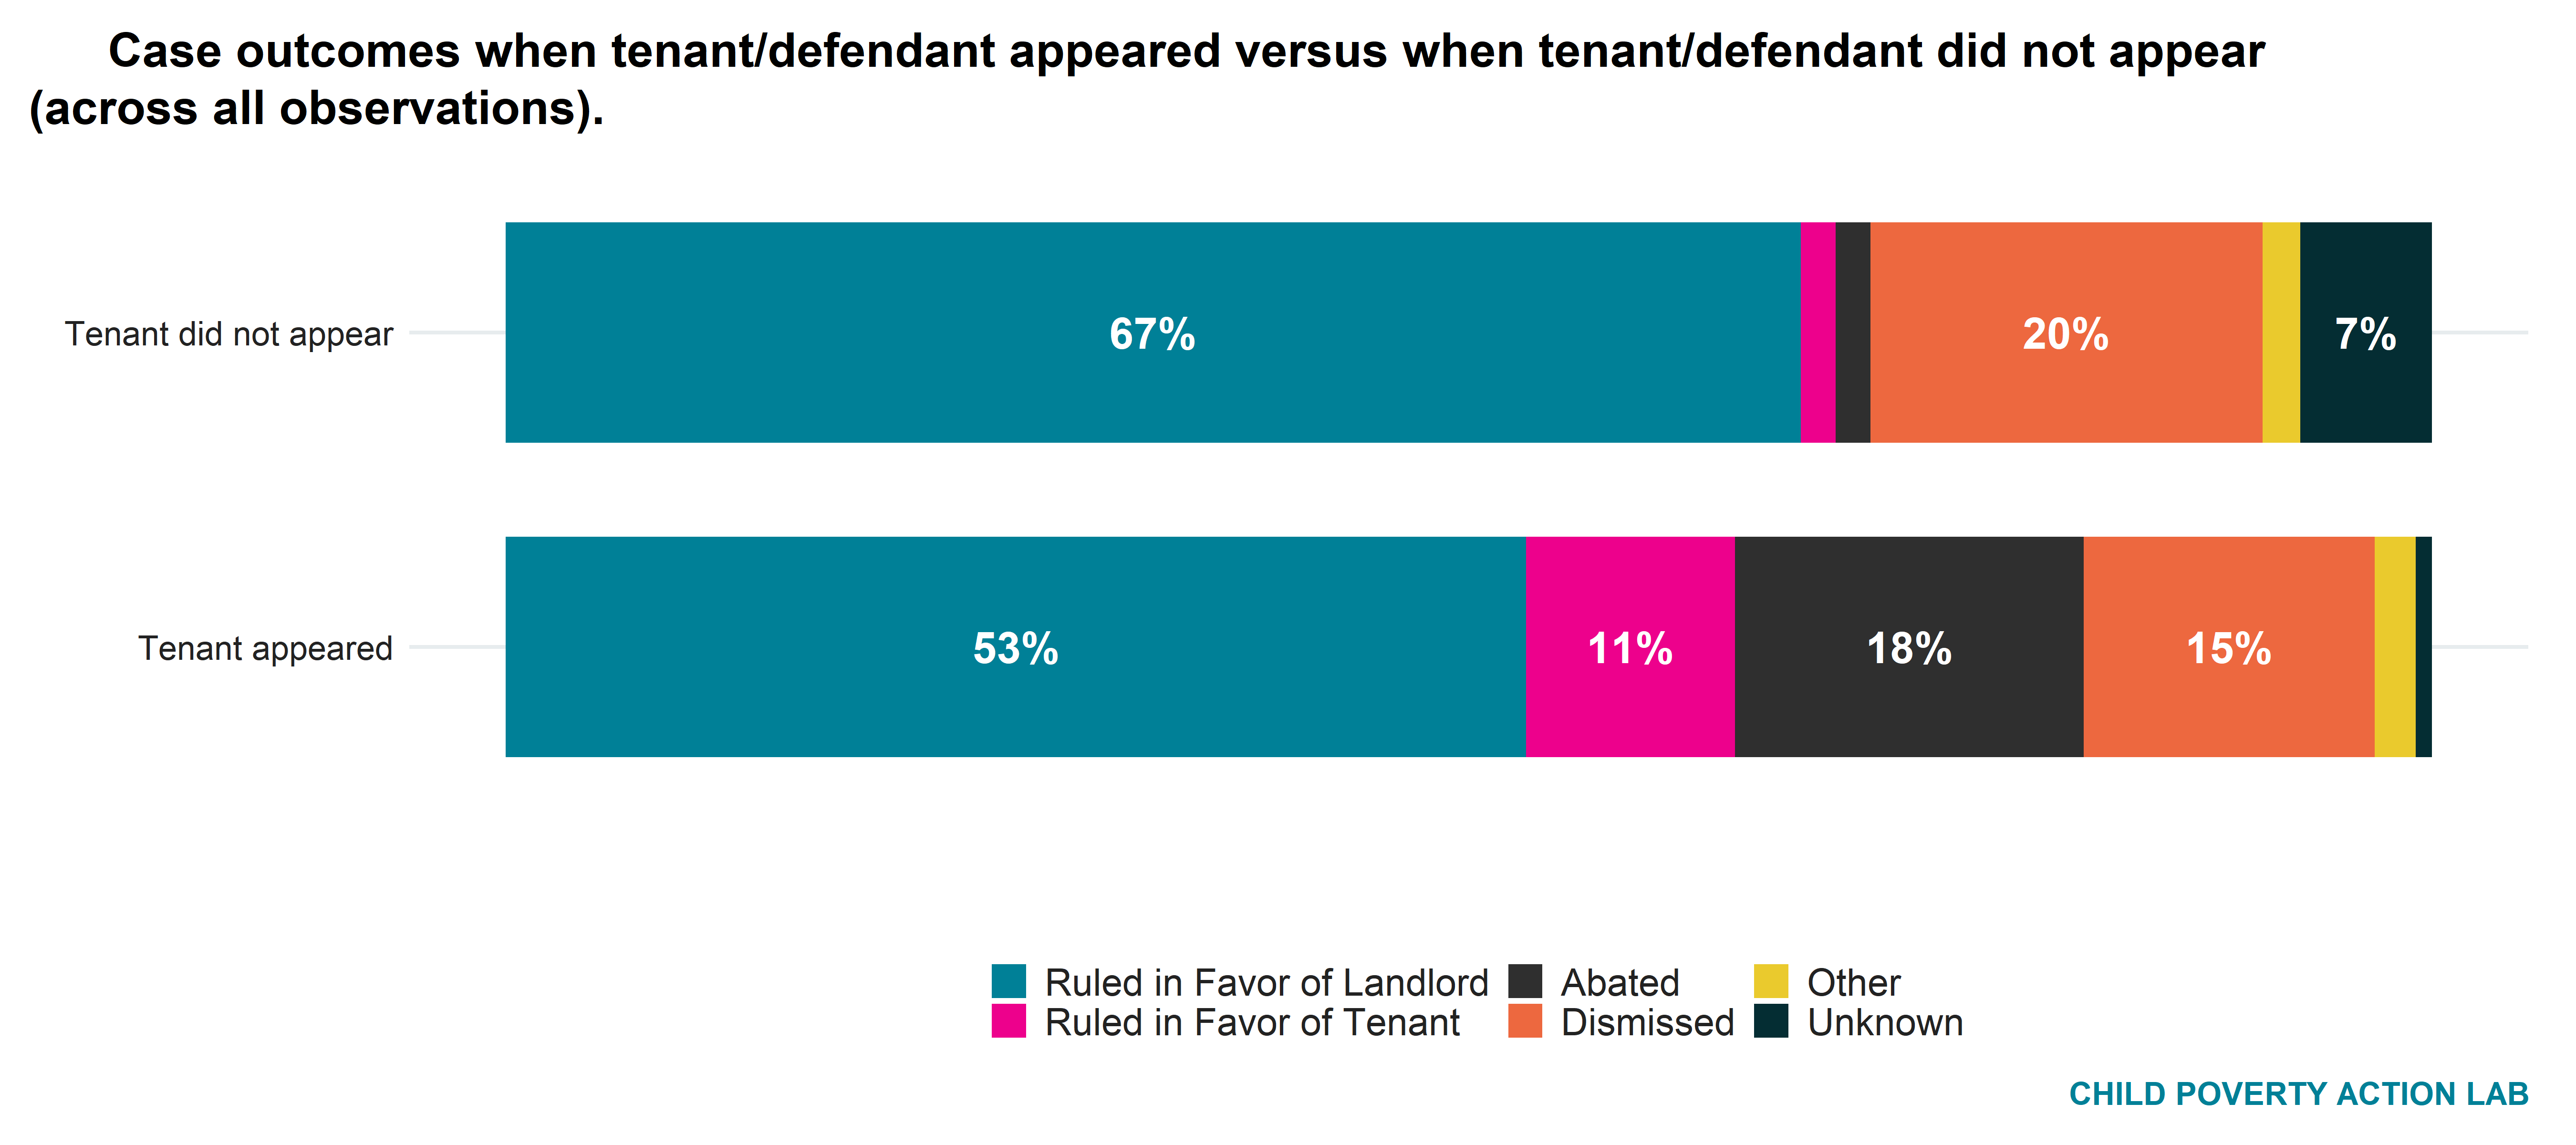 Case outcomes when tenant/defendant appeared versus when tenant/defendant did not appear
(across all observations).
Tenant did not appear
67%
20%
7%
Tenant appeared
53%
11%
18%
15%
Ruled in Favor of Landlord
Ruled in Favor of Tenant
Abated
Dismissed
Other
Unknown
CHILD POVERTY ACTION LAB